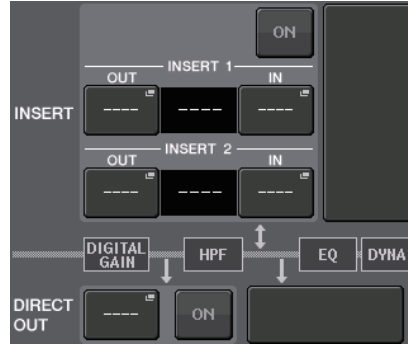 ON
INSERT 1
OUT IN
INSERT
---- ---- ----
INSERT 2
OUT IN
---- ---- ----
DIGITAL GAIN HPF EQ DYNA
DIRECT OUT
---- ON